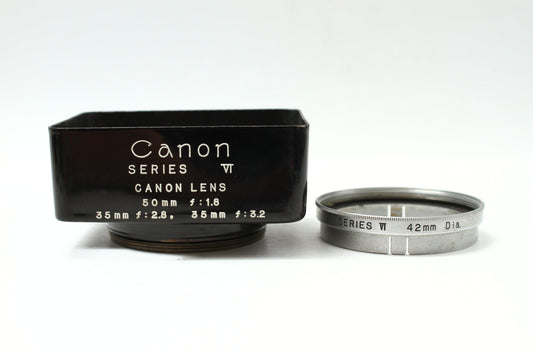 Canon
SERIES VI
CANON LENS
50mm f:1.8
35mm f:2.8, 35mm f:3.2
SERIES VI 42mm Dia.